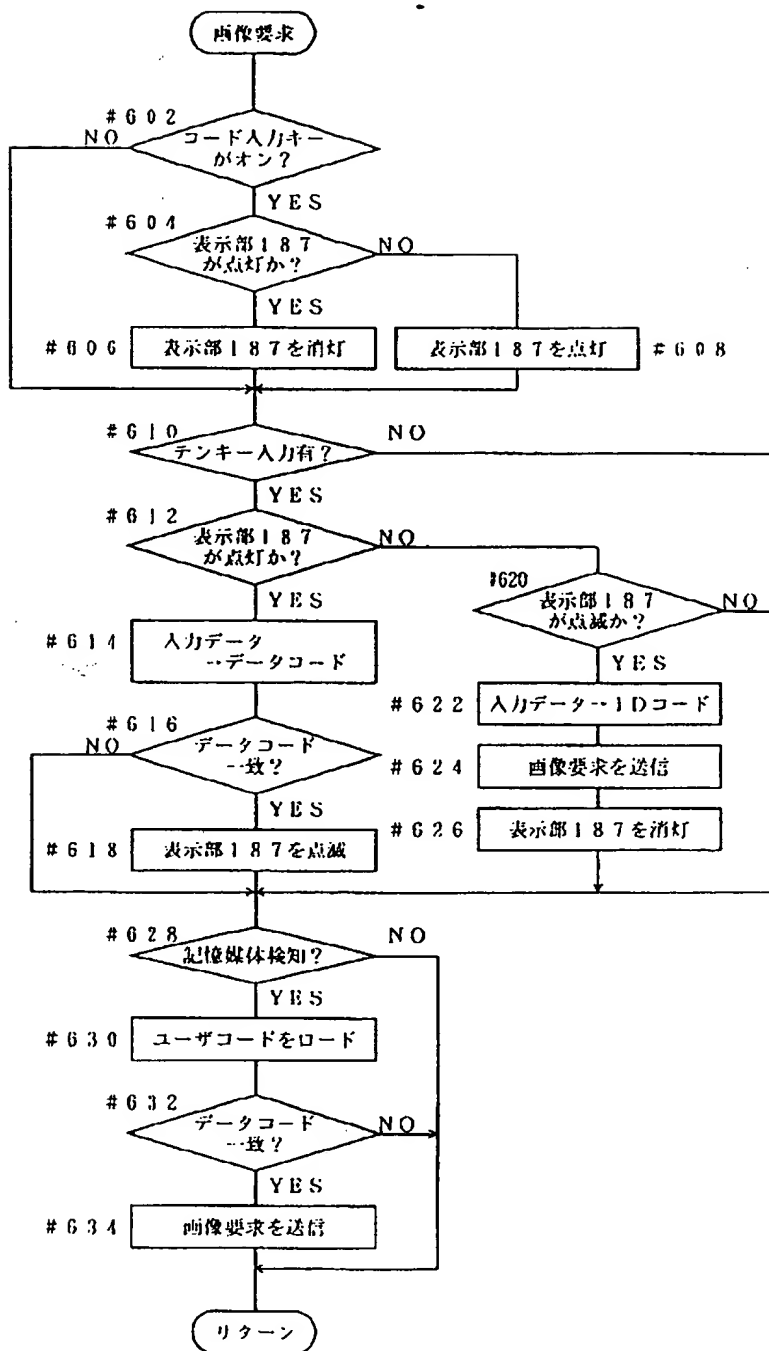 画像要求
#602
コード入力キー
がオン?
NO
YES
#604
表示部187
が点灯か?
NO
YES
#606
表示部187を消灯
表示部187を点灯
#608
#610
テンキー入力有?
NO
YES
#612
表示部187
が点灯か?
NO
YES
#620
表示部187
が点滅か?
NO
YES
#614
入力データ
→データコード
#622
入力データ→IDコード
#616
データコード
一致?
NO
YES
#624
画像要求を送信
#618
表示部187を点滅
#626
表示部187を消灯
#628
記憶媒体検知?
NO
YES
#630
ユーザコードをロード
#632
データコード
一致?
NO
YES
#634
画像要求を送信
リターン